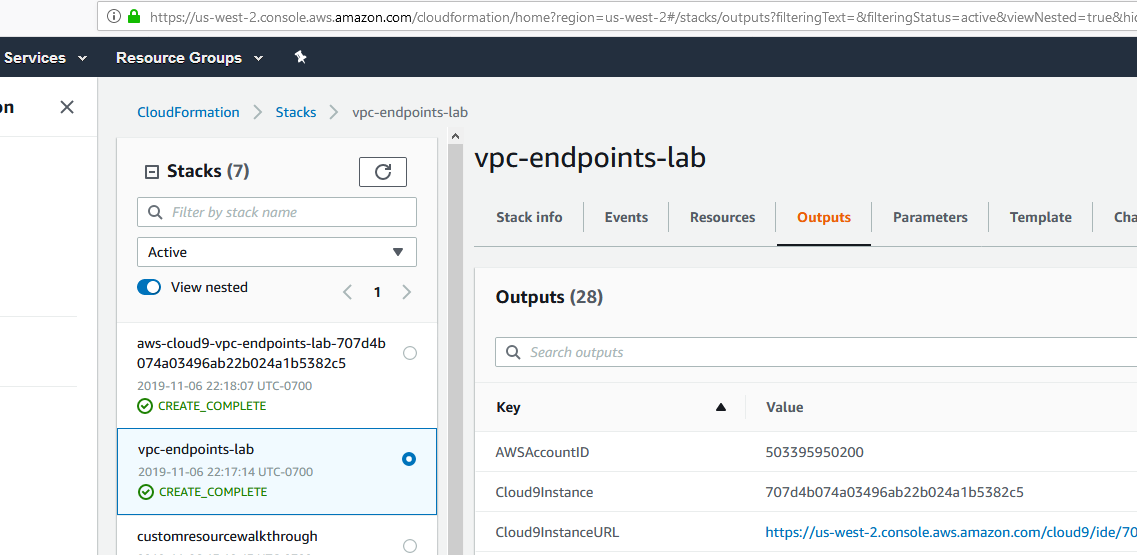 https://us-west-2.console.aws.amazon.com/cloudformation/home?region=us-west-2#/stacks/outputs?filteringText=&filteringStatus=active&viewNested=true&hid
Services
Resource Groups
on
CloudFormation
Stacks
vpc-endpoints-lab
Stacks (7)
Filter by stack name
Active
View nested
1
aws-cloud9-vpc-endpoints-lab-707d4b
074a03496ab22b024a1b5382c5
2019-11-06 22:18:07 UTC-0700
CREATE_COMPLETE
vpc-endpoints-lab
2019-11-06 22:17:14 UTC-0700
CREATE_COMPLETE
customresourcewalkthrough
vpc-endpoints-lab
Stack info
Events
Resources
Outputs
Parameters
Template
Cha
Outputs (28)
Search outputs
Key
Value
AWSAccountID
503395950200
Cloud9Instance
707d4b074a03496ab22b024a1b5382c5
Cloud9InstanceURL
https://us-west-2.console.aws.amazon.com/cloud9/ide/70